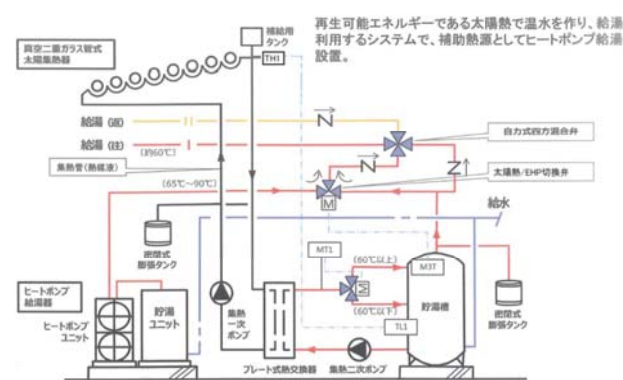 再生可能エネルギーである太陽熱で温水を作り、給湯
利用するシステムで、補助熱源としてヒートポンプ給湯
設置。
補給用
タンク
真空二重ガラス管式
太陽集熱器
TH1
給湯 (返)
給湯 (往)
(約60℃)
自力式四方混合弁
集熱管(熱媒液)
(65℃~90℃)
太陽熱/EHP切換弁
M
給水
密閉式
膨張タンク
MT1
(60℃以上)
M
M3T
ヒートポンプ
給湯器
ヒートポンプ
ユニット
貯湯
ユニット
集熱
一次
ポンプ
(60℃以下)
貯湯槽
TL1
密閉式
膨張タンク
プレート式熱交換器
集熱二次ポンプ